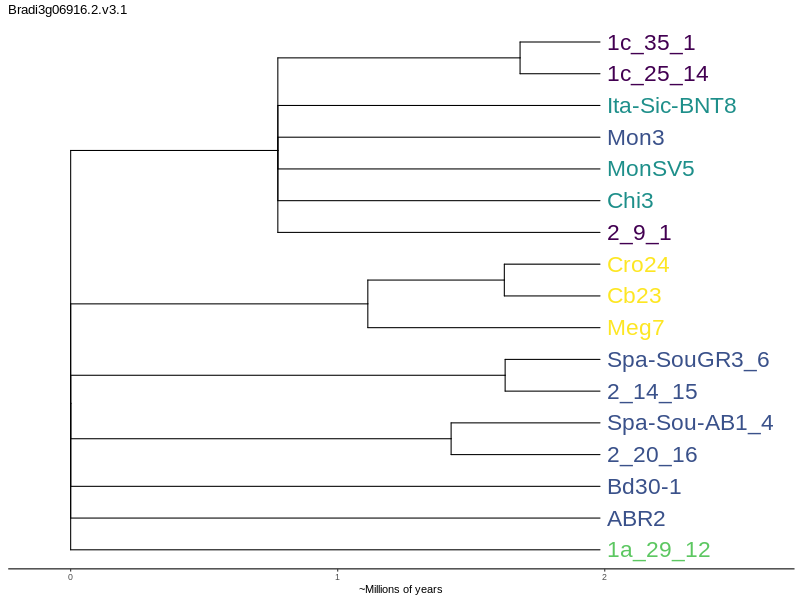 Bradi3g06916.2.v3.1
1c_35_1
1c_25_14
Ita-Sic-BNT8
Mon3
MonSV5
Chi3
2_9_1
Cro24
Cb23
Meg7
Spa-SouGR3_6
2_14_15
Spa-Sou-AB1_4
2_20_16
Bd30-1
ABR2
1a_29_12
0 1 2
~Millions of years